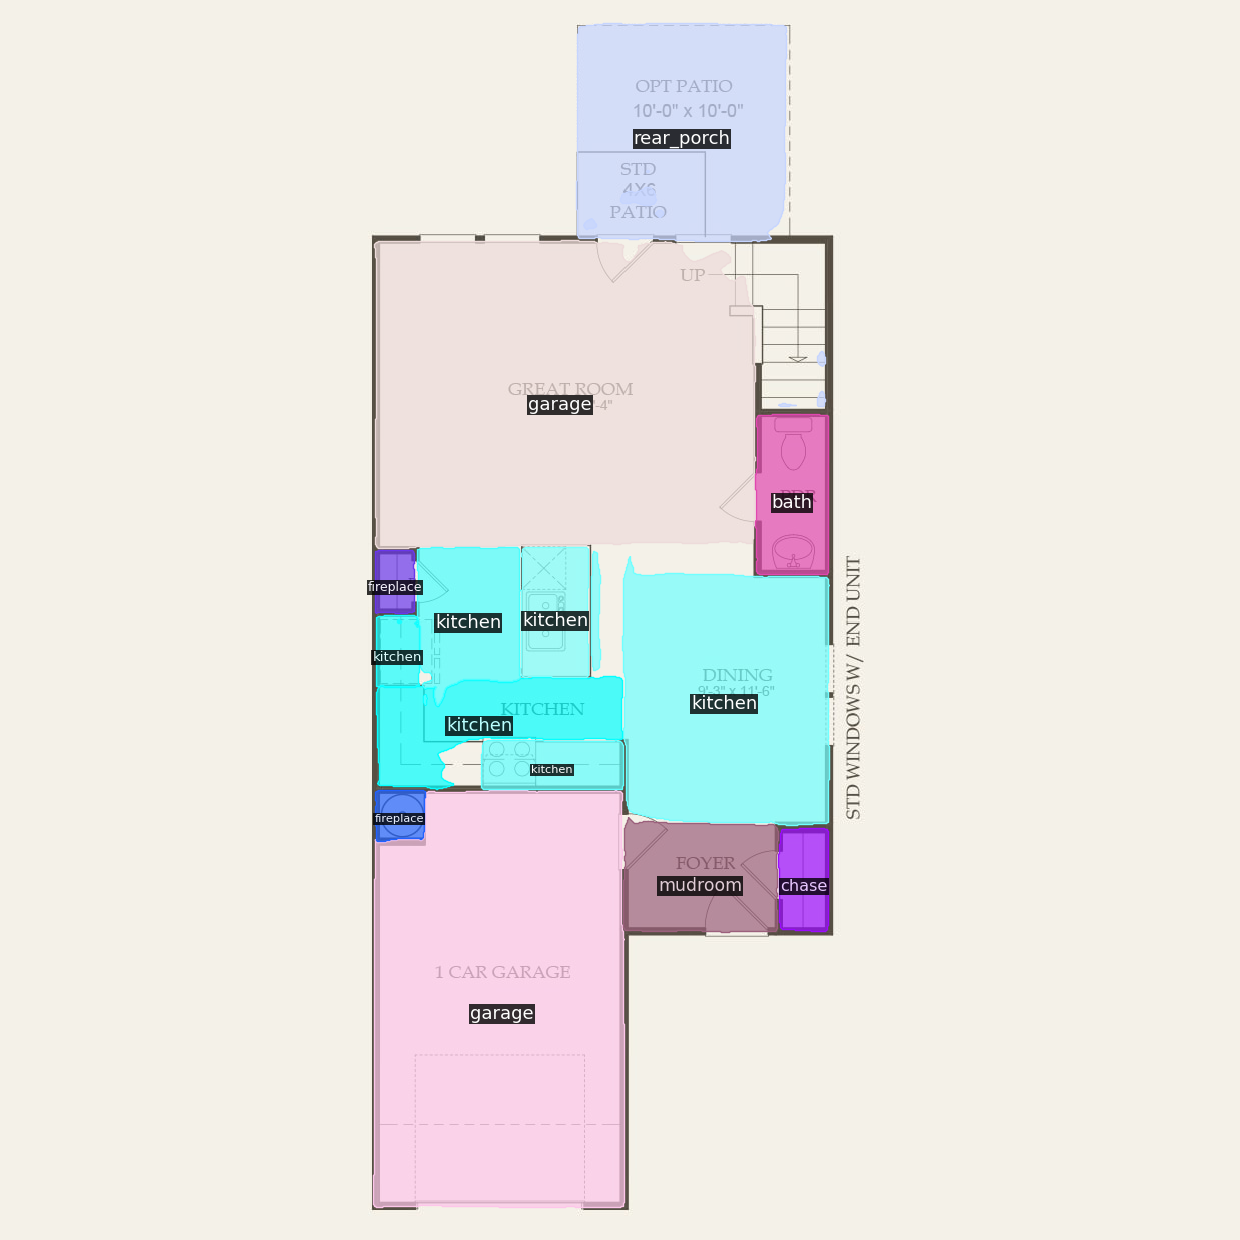 OPT PATIO
10'-0" x 10'-0"
rear_porch
STD
4X6
PATIO
UP
GREAT ROOM
garage
-4"
bath
fireplace
kitchen
kitchen
kitchen
DINING
9'-3" x 11'-6"
kitchen
KITCHEN
kitchen
kitchen
fireplace
FOYER
mudroom
chase
1 CAR GARAGE
garage
STD WINDOWS W/ END UNIT